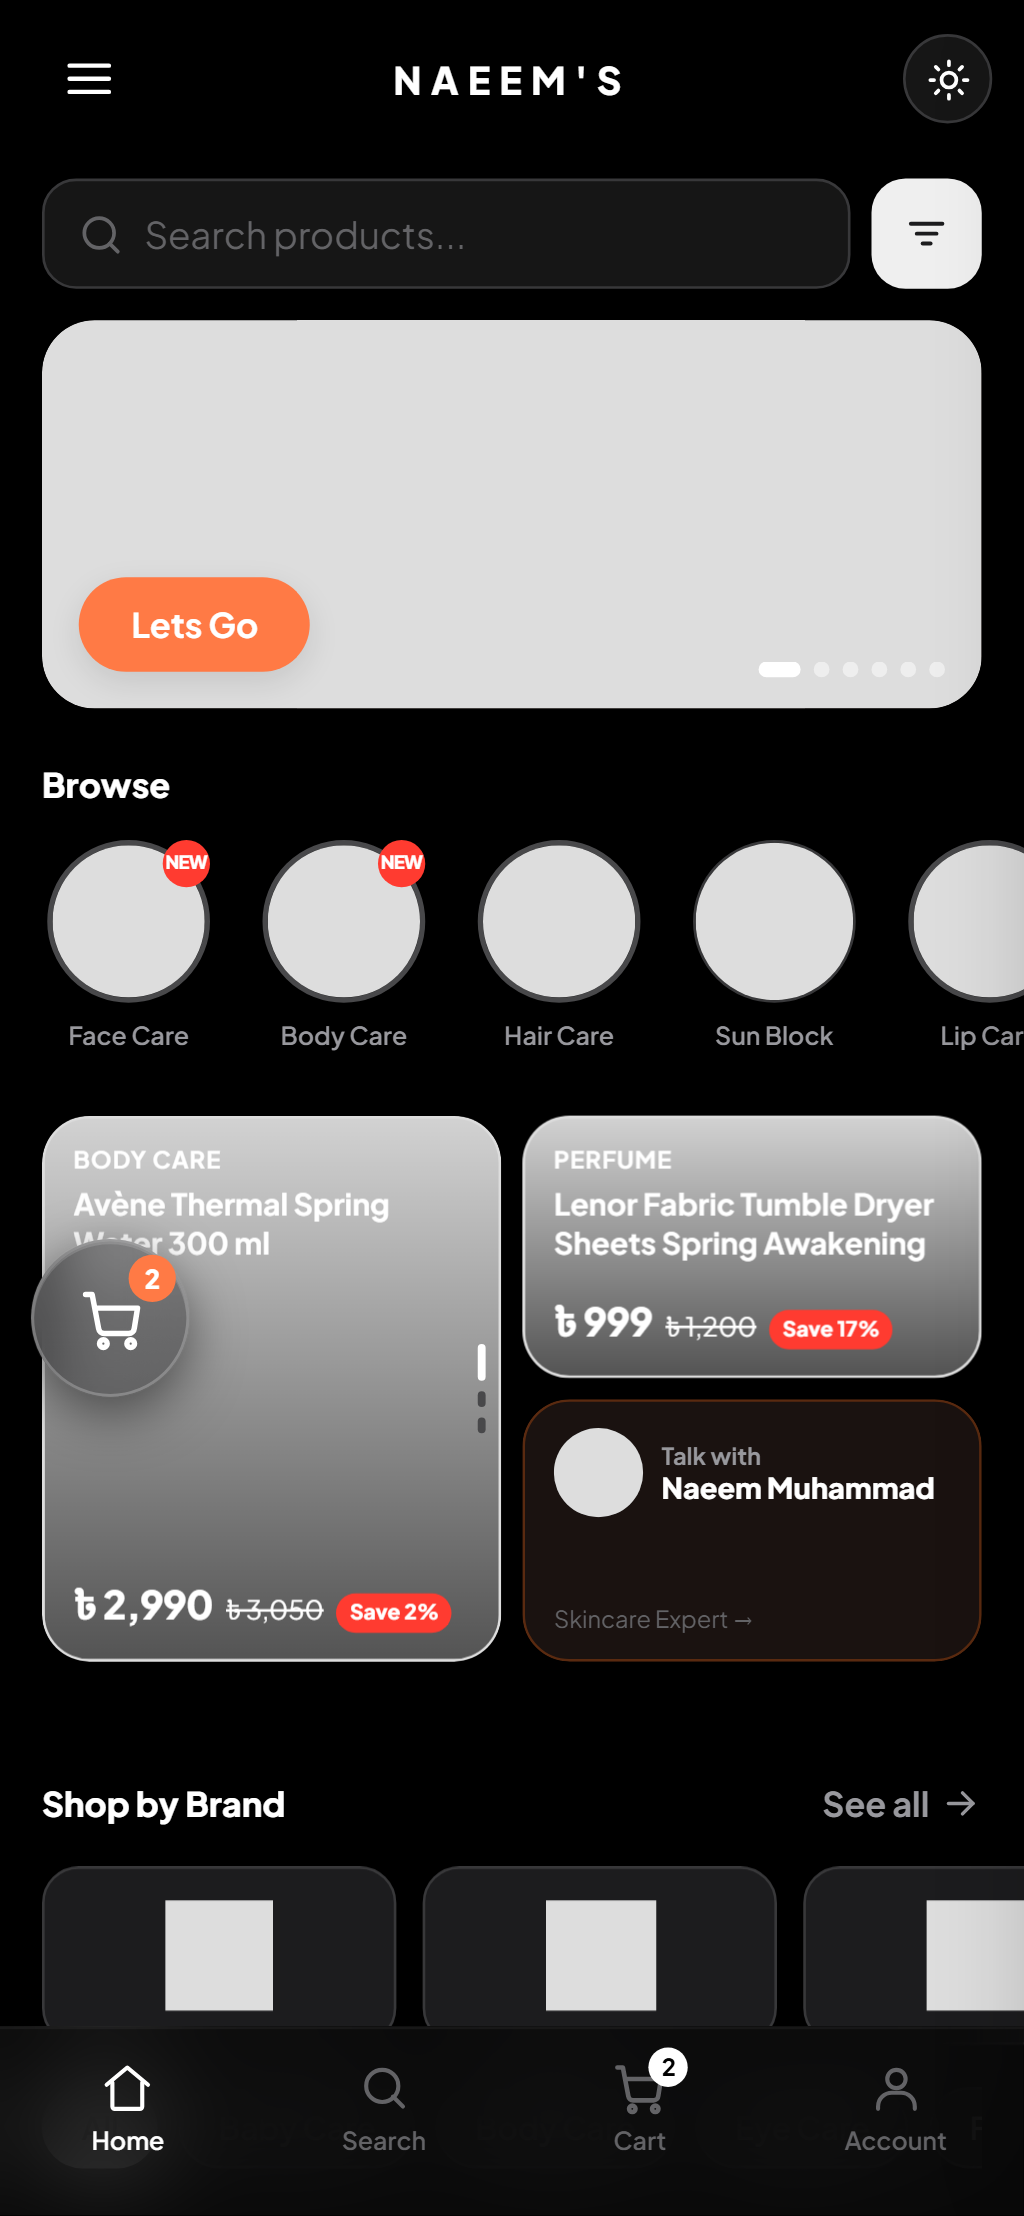 NAEEM'S
Search products...
Lets Go
Browse
NEW
NEW
Face Care
Body Care
Hair Care
Sun Block
Lip Car
BODY CARE
Avène Thermal Spring
Water 300 ml
2
৳ 2,990 ৳ 3,050 Save 2%
PERFUME
Lenor Fabric Tumble Dryer
Sheets Spring Awakening
৳ 999 ৳ 1,200 Save 17%
Talk with
Naeem Muhammad
Skincare Expert →
Shop by Brand
See all →
2
Home
Search
Cart
Account